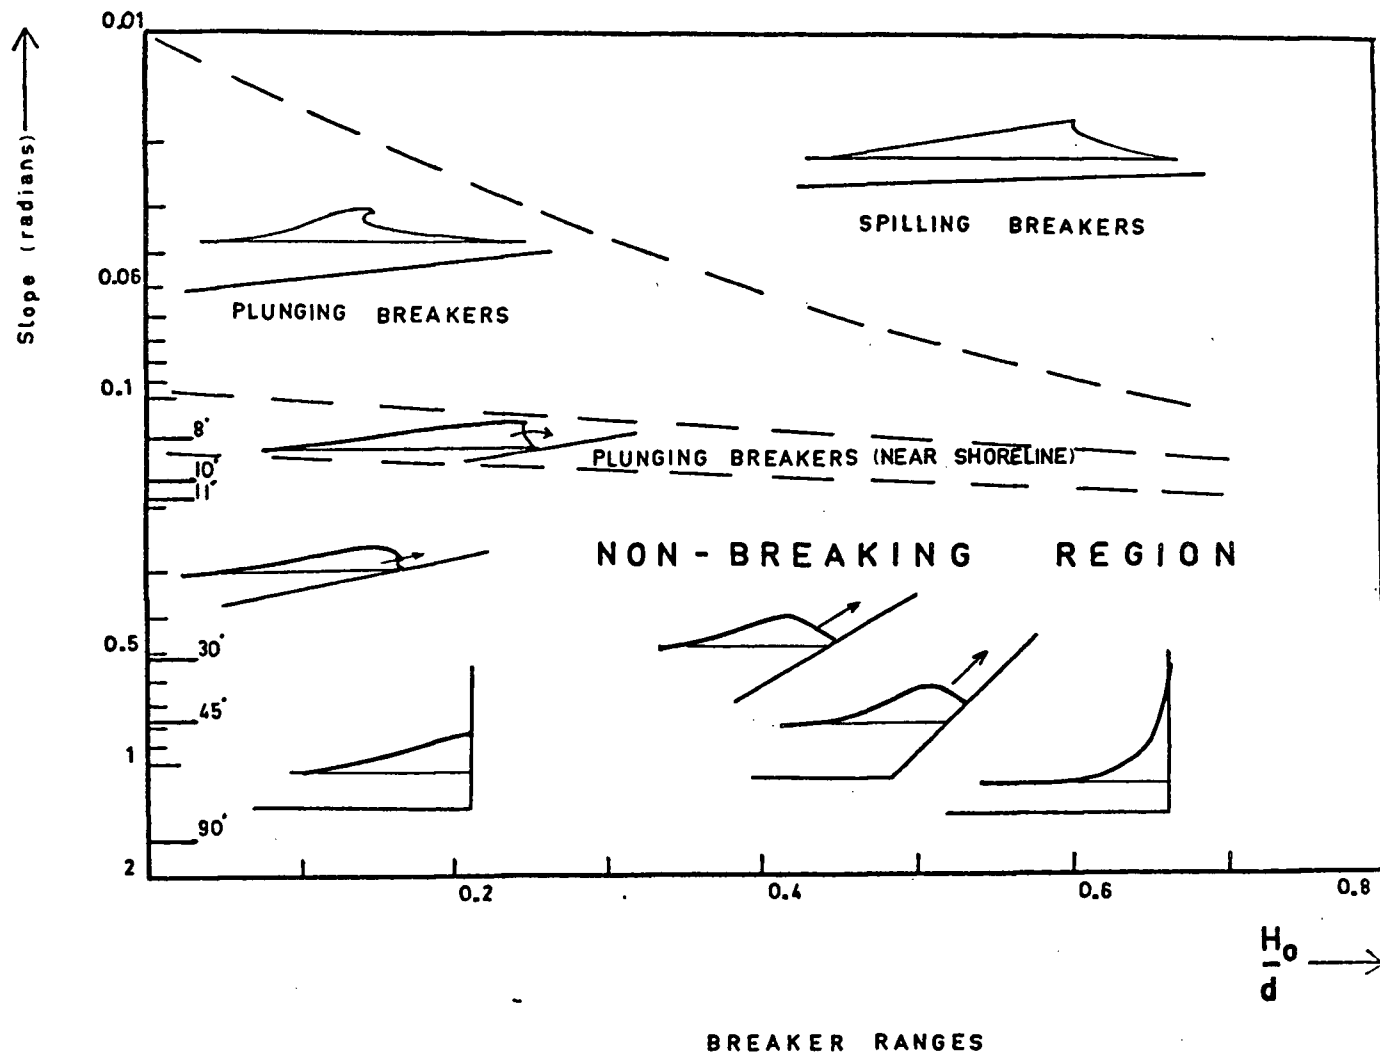 0.01
Slope (radians)
SPILLING BREAKERS
0.06
PLUNGING BREAKERS
0.1
8°
PLUNGING BREAKERS (NEAR SHORELINE)
10°
11°
NON-BREAKING REGION
0.5
30°
45°
1
90°
2
0.2
0.4
0.6
0.8
H₀
d
BREAKER RANGES